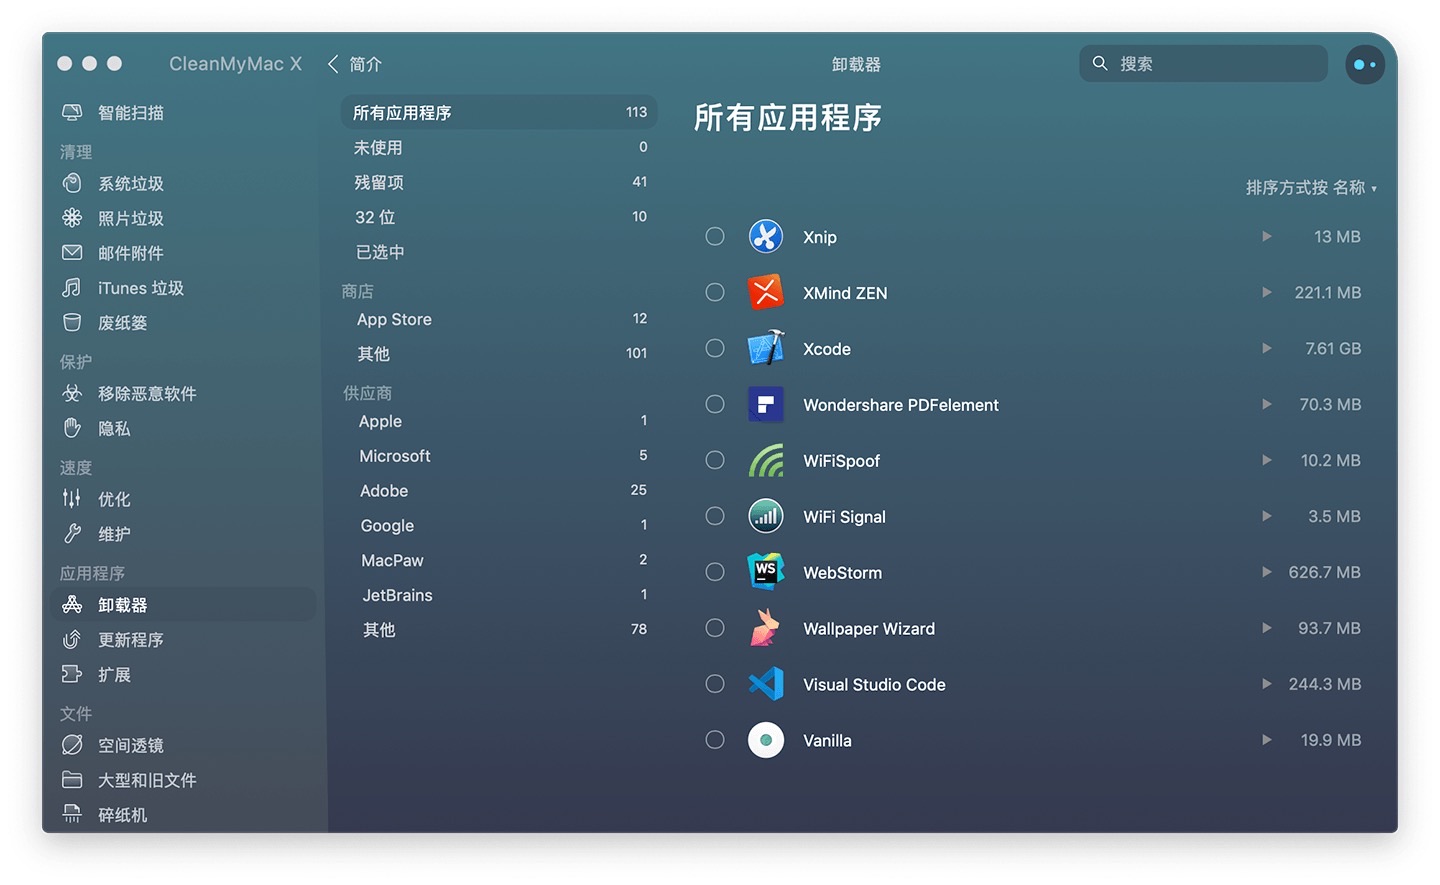 CleanMyMac X
简介
卸载器
搜索
智能扫描
清理
系统垃圾
照片垃圾
邮件附件
iTunes 垃圾
废纸篓
保护
移除恶意软件
隐私
速度
优化
维护
应用程序
卸载器
更新程序
扩展
文件
空间透镜
大型和旧文件
碎纸机
所有应用程序 113
未使用 0
残留项 41
32 位 10
已选中
商店
App Store 12
其他 101
供应商
Apple 1
Microsoft 5
Adobe 25
Google 1
MacPaw 2
JetBrains 1
其他 78
所有应用程序
排序方式按 名称
Xnip 13 MB
XMind ZEN 221.1 MB
Xcode 7.61 GB
Wondershare PDFelement 70.3 MB
WiFiSpoof 10.2 MB
WiFi Signal 3.5 MB
WS
WebStorm 626.7 MB
Wallpaper Wizard 93.7 MB
Visual Studio Code 244.3 MB
Vanilla 19.9 MB